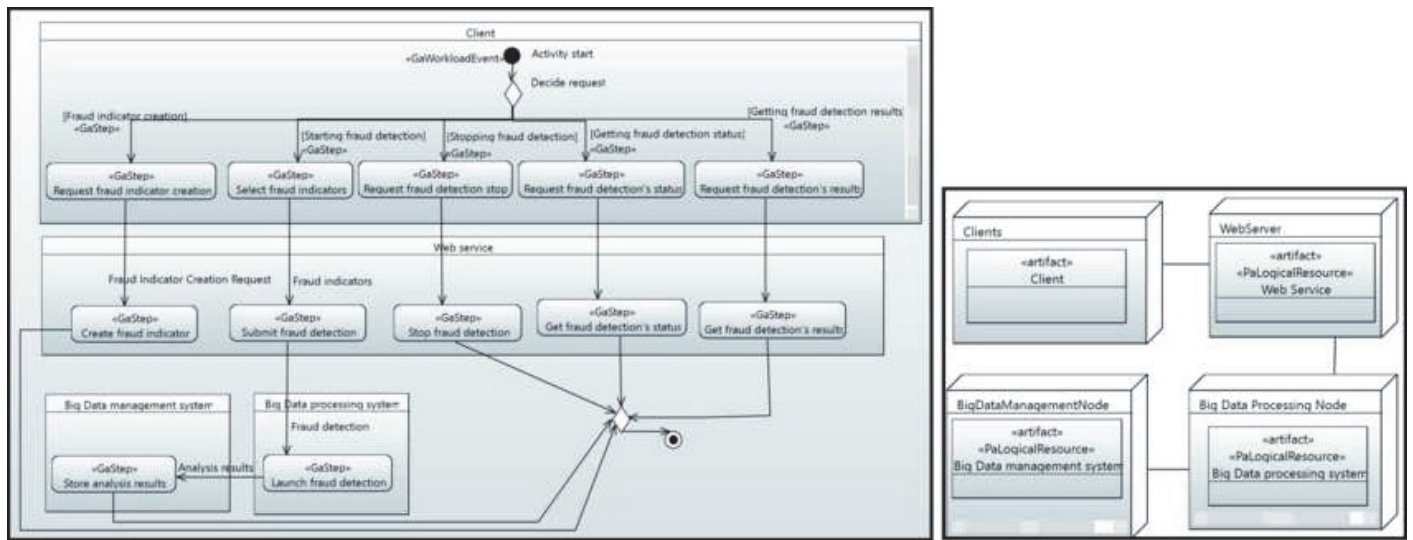 Client
«GaWorkloadEvent»
Activity start
Decide request
[Fraud indicator creation]
«GaStep»
[Starting fraud detection]
«GaStep»
[Stopping fraud detection]
«GaStep»
[Getting fraud detection status]
«GaStep»
[Getting fraud detection results]
«GaStep»
«GaStep»
Request fraud indicator creation
«GaStep»
Select fraud indicators
«GaStep»
Request fraud detection stop
«GaStep»
Request fraud detection's status
«GaStep»
Request fraud detection's results
Web service
Fraud Indicator Creation Request
Fraud indicators
«GaStep»
Create fraud indicator
«GaStep»
Submit fraud detection
«GaStep»
Stop fraud detection
«GaStep»
Get fraud detection's status
«GaStep»
Get fraud detection's results
Big Data management system
Big Data processing system
Fraud detection
«GaStep»
Store analysis results
Analysis results
«GaStep»
Launch fraud detection
Clients
«artifact»
Client
WebServer
«artifact»
«PaLogicalResource»
Web Service
BigDataManagementNode
«artifact»
«PaLogicalResource»
Big Data management system
Big Data Processing Node
«artifact»
«PaLogicalResource»
Big Data processing system